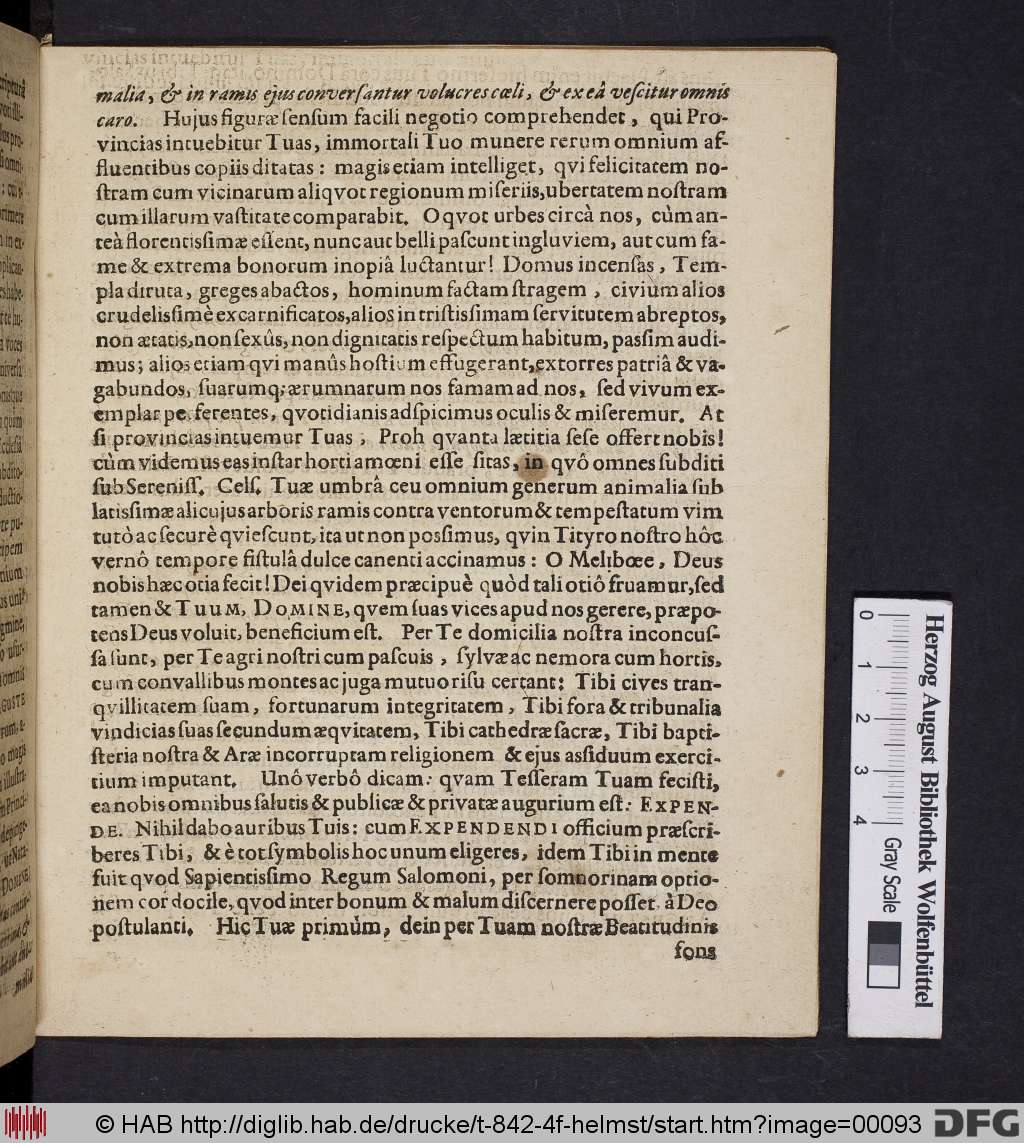 malia, & in ramis ejus conversantur volucres cœli, & ex eâ vescitur omnis
caro. Hujus figuræ sensum facili negotio comprehendet, qui Pro-
vincias intuebitur Tuas, immortali Tuo munere rerum omnium af-
fluentibus copiis ditatas: magis etiam intelliget, qvi felicitatem no-
stram cum vicinarum aliqvot regionum miseriis, ubertatem nostram
cum illarum vastitate comparabit. O qvot urbes circà nos, cùm an-
teà florentissimæ essent, nunc aut belli pascunt ingluviem, aut cum fa-
me & extrema bonorum inopiâ luctantur! Domus incensas, Tem-
pla diruta, greges abactos, hominum factam stragem, civium alios
crudelissimè excarnificatos, alios in tristissimam servitutem abreptos,
non ætatis, non sexûs, non dignitatis respectum habitum, passim audi-
mus; alios etiam qvi manûs hostium effugerant, extorres patriâ & va-
gabundos, suarumq; ærumnarum nos famam ad nos, sed vivum ex-
emplar perferentes, qvotidianis adspicimus oculis & miseremur. At
si provincias intuemur Tuas, Proh qvanta lætitia sese offert nobis!
cùm videmus eas instar horti amœni esse sitas, in qvô omnes subditi
sub Sereniss. Cels. Tuæ umbrâ ceu omnium generum animalia sub
latissimæ alicujus arboris ramis contra ventorum & tempestatum vim
tutò ac securè qviescunt, ita ut non possimus, qvin Tityro nostro hôc
vernô tempore fistulâ dulce canenti accinamus: O Melibœe, Deus
nobis hæc otia fecit! Dei qvidem præcipuè quòd tali otiô fruamur, sed
tamen & TUUM, DOMINE, qvem suas vices apud nos gerere, præpo-
tens Deus voluit, beneficium est. Per Te domicilia nostra inconcus-
sa sunt, per Te agri nostri cum pascuis, sylvæ ac nemora cum hortis,
cum convallibus montes ac juga mutuo risu certant: Tibi cives tran-
qvillitatem suam, fortunarum integritatem, Tibi fora & tribunalia
vindicias suas secundum æqvitatem, Tibi cathedræ sacræ, Tibi bapti-
steria nostra & Aræ incorruptam religionem & ejus assiduum exerci-
tium imputant. Unô verbô dicam: qvam Tesseram Tuam fecisti,
ea nobis omnibus salutis & publicæ & privatæ augurium est: EXPEN-
DE. Nihil dabo auribus Tuis: cum EXPENDENDI officium præscri-
beres Tibi, & è tot symbolis hoc unum eligeres, idem Tibi in mente
fuit qvod Sapientissimo Regum Salomoni, per somno rinam optio-
nem cor docile, qvod inter bonum & malum discernere posset à Deo
postulanti. Hic Tuæ primùm, dein per Tuam nostræ Beatitudinis
fons
0 1 2 3 4
Herzog August Bibliothek Wolfenbüttel
Gray Scale
© HAB http://diglib.hab.de/drucke/t-842-4f-helmst/start.htm?image=00093
DFG